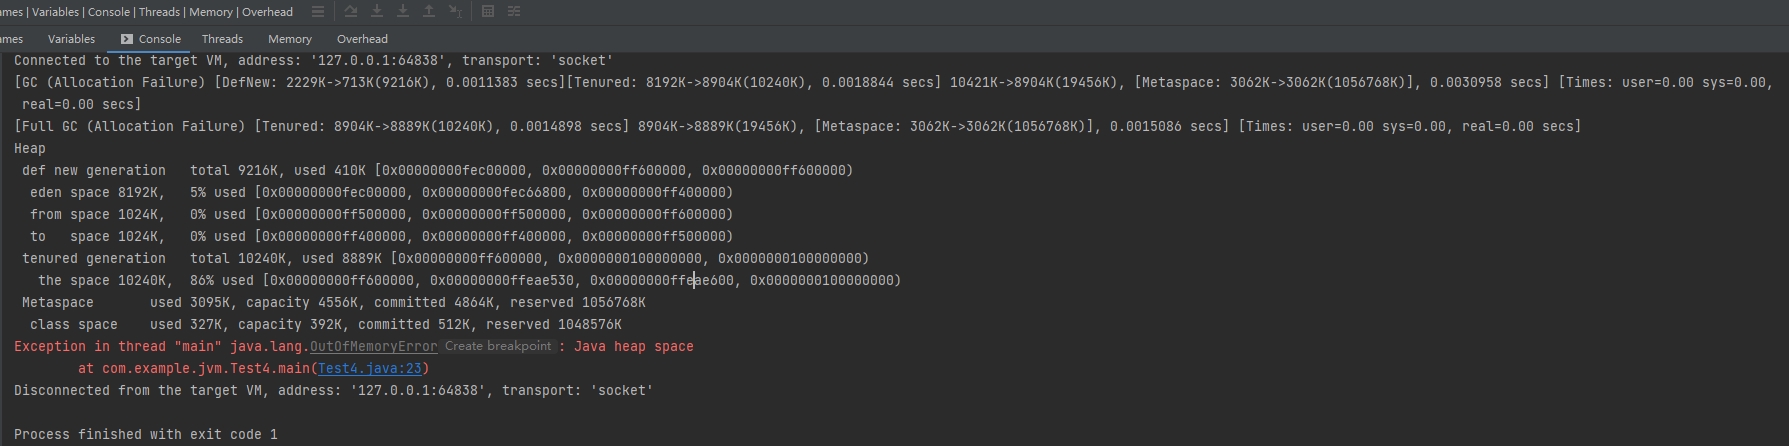 ames | Variables | Console | Threads | Memory | Overhead
ames Variables Console Threads Memory Overhead
Connected to the target VM, address: '127.0.0.1:64838', transport: 'socket'
[GC (Allocation Failure) [DefNew: 2229K->713K(9216K), 0.0011383 secs][Tenured: 8192K->8904K(10240K), 0.0018844 secs] 10421K->8904K(19456K), [Metaspace: 3062K->3062K(1056768K)], 0.0030958 secs] [Times: user=0.00 sys=0.00,
real=0.00 secs]
[Full GC (Allocation Failure) [Tenured: 8904K->8889K(10240K), 0.0014898 secs] 8904K->8889K(19456K), [Metaspace: 3062K->3062K(1056768K)], 0.0015086 secs] [Times: user=0.00 sys=0.00, real=0.00 secs]
Heap
def new generation   total 9216K, used 410K [0x00000000fec00000, 0x00000000ff600000, 0x00000000ff600000)
eden space 8192K,   5% used [0x00000000fec00000, 0x00000000fec66800, 0x00000000ff400000)
from space 1024K,   0% used [0x00000000ff500000, 0x00000000ff500000, 0x00000000ff600000)
to   space 1024K,   0% used [0x00000000ff400000, 0x00000000ff400000, 0x00000000ff500000)
tenured generation   total 10240K, used 8889K [0x00000000ff600000, 0x0000000100000000, 0x0000000100000000)
the space 10240K,  86% used [0x00000000ff600000, 0x00000000ffeae530, 0x00000000ffeae600, 0x0000000100000000)
Metaspace       used 3095K, capacity 4556K, committed 4864K, reserved 1056768K
class space    used 327K, capacity 392K, committed 512K, reserved 1048576K
Exception in thread "main" java.lang.OutOfMemoryError Create breakpoint : Java heap space
at com.example.jvm.Test4.main(Test4.java:23)
Disconnected from the target VM, address: '127.0.0.1:64838', transport: 'socket'
Process finished with exit code 1